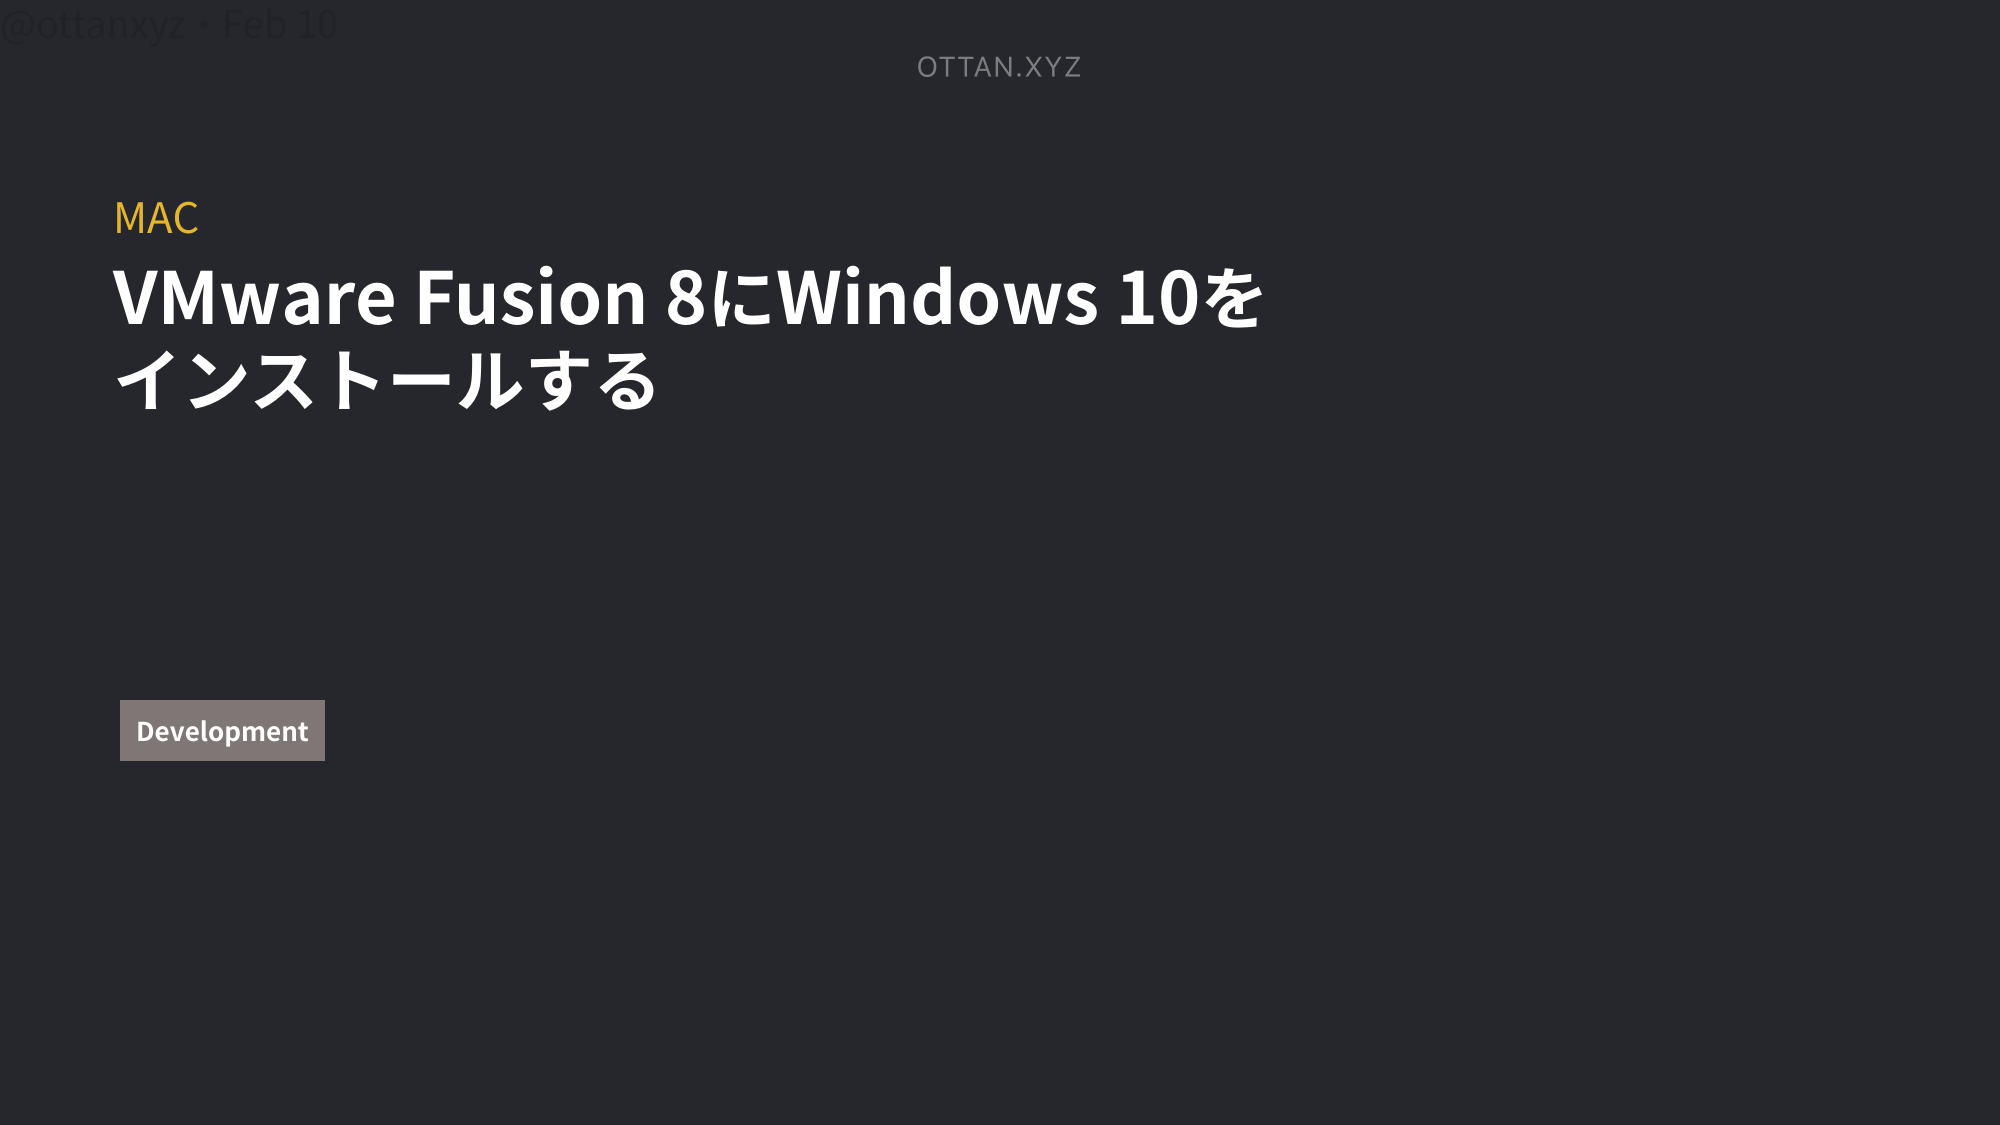 @ottanxyz・Feb 10
OTTAN.XYZ
MAC
VMware Fusion 8にWindows 10を
インストールする
Development